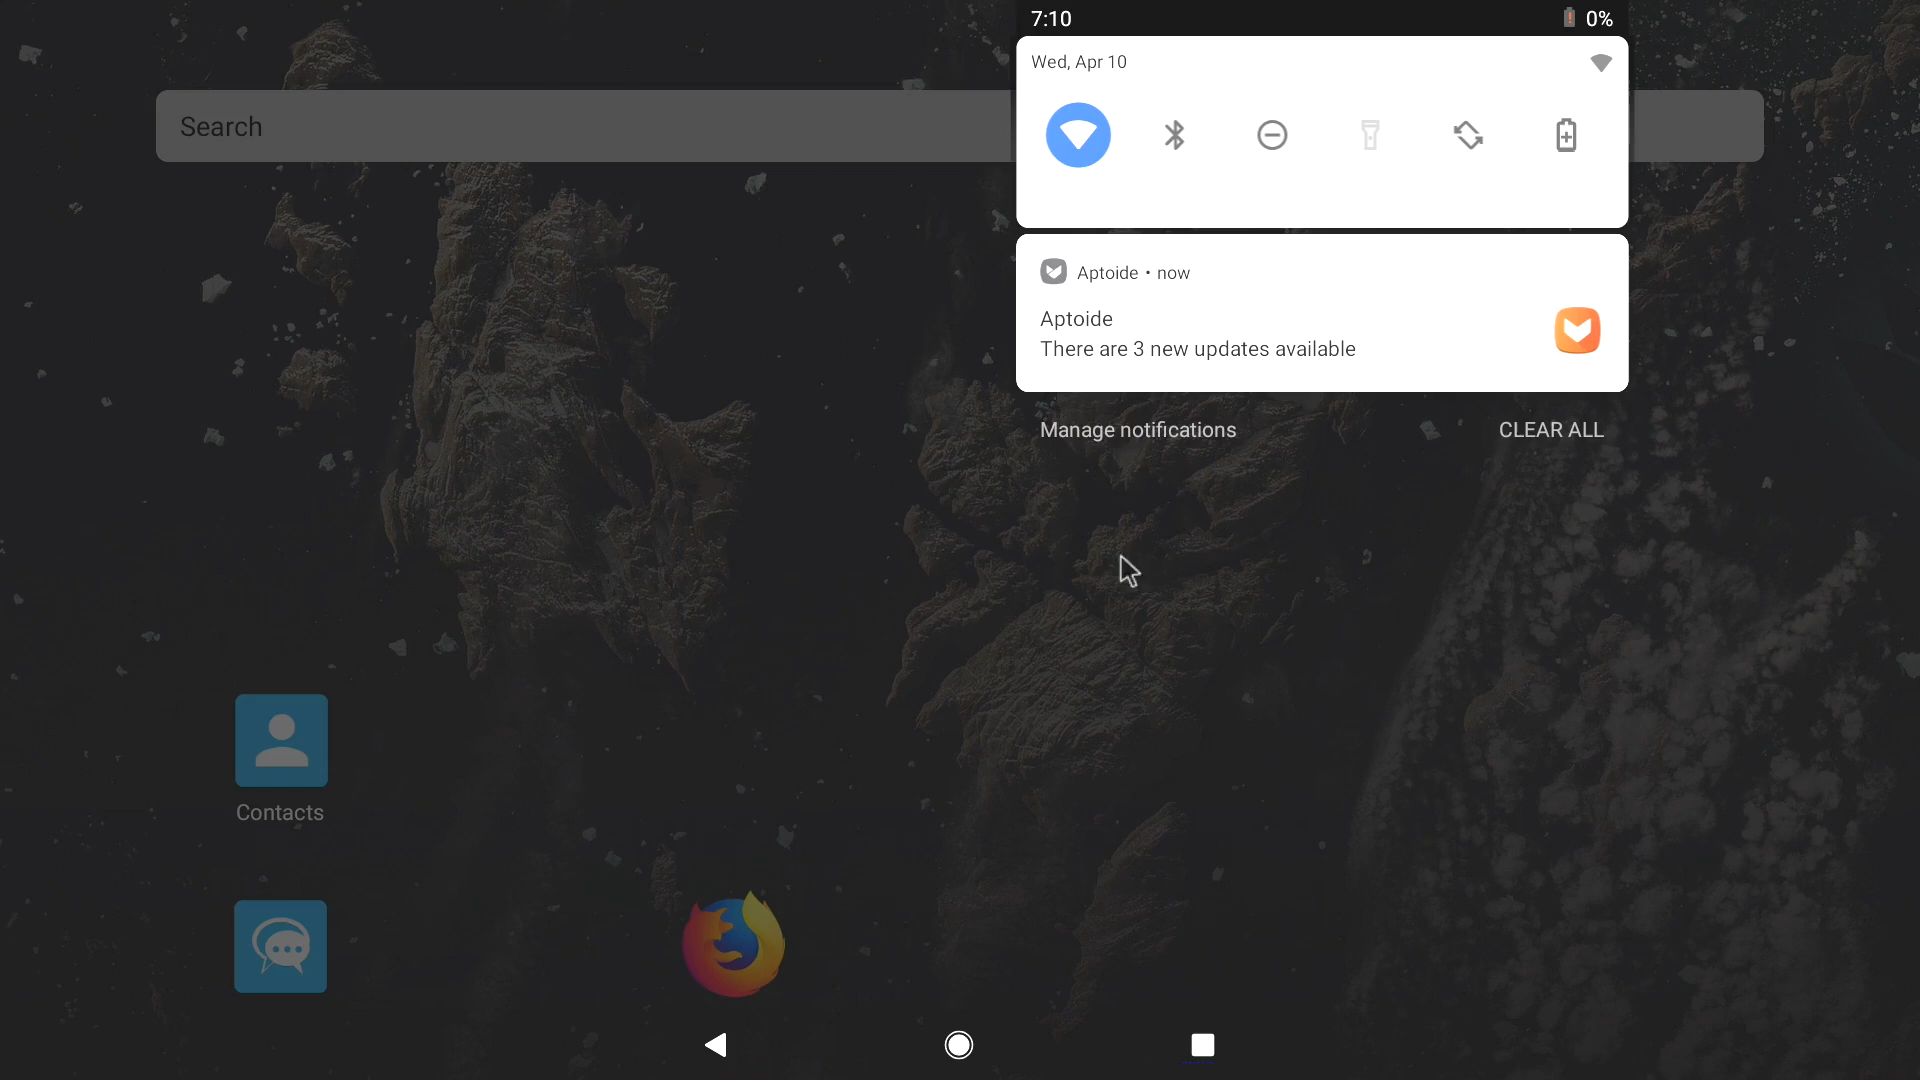 7:10
0%
Wed, Apr 10
Search
Aptoide • now
Aptoide
There are 3 new updates available
Manage notifications
CLEAR ALL
Contacts